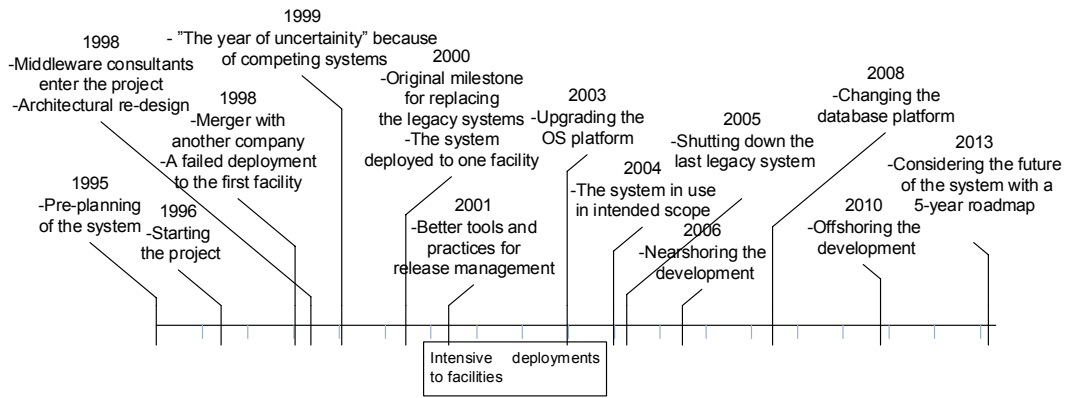 1995
-Pre-planning
of the system
1996
-Starting
the project
1998
-Middleware consultants
enter the project
-Architectural re-design
1998
-Merger with
another company
-A failed deployment
to the first facility
1999
- ”The year of uncertainity” because
of competing systems
2000
-Original milestone
for replacing
the legacy systems
-The system
deployed to one facility
2001
-Better tools and
practices for
release management
2003
-Upgrading the
OS platform
2004
-The system in use
in intended scope
2005
-Shutting down the
last legacy system
2006
-Nearshoring the
development
2008
-Changing the
database platform
2010
-Offshoring the
development
2013
-Considering the future
of the system with a
5-year roadmap
Intensive deployments
to facilities